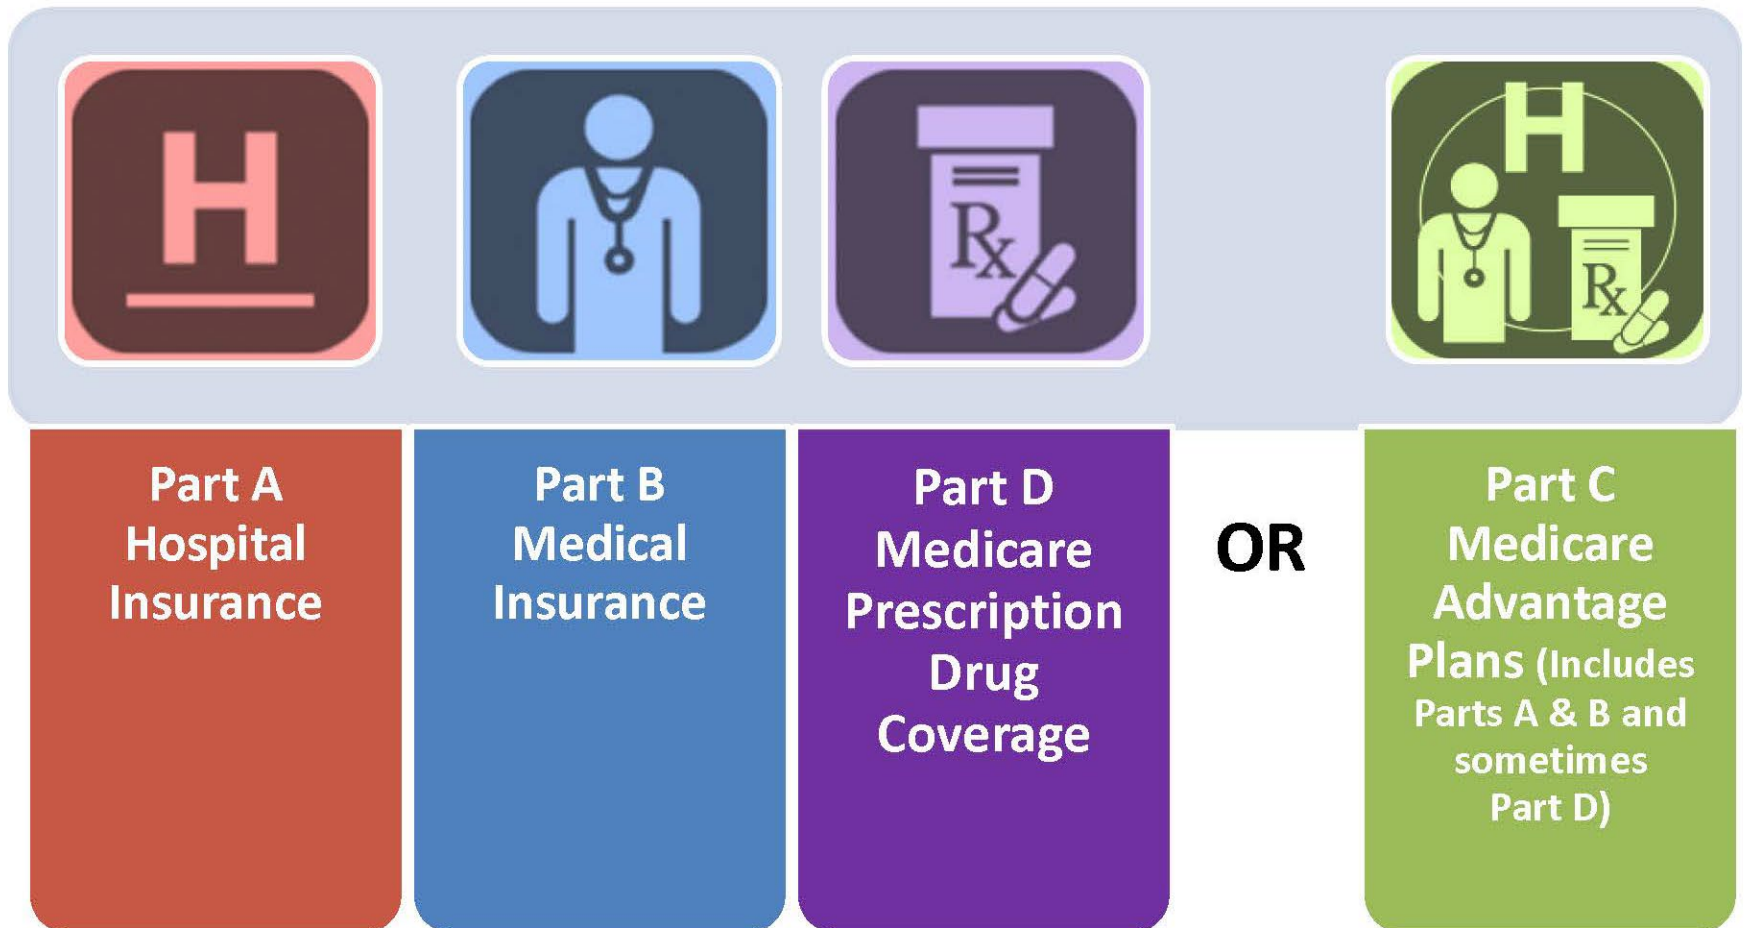 H
Rx
H
Rx
Part A
Hospital
Insurance
Part B
Medical
Insurance
Part D
Medicare
Prescription
Drug
Coverage
OR
Part C
Medicare
Advantage
Plans (Includes
Parts A & B and
sometimes
Part D)